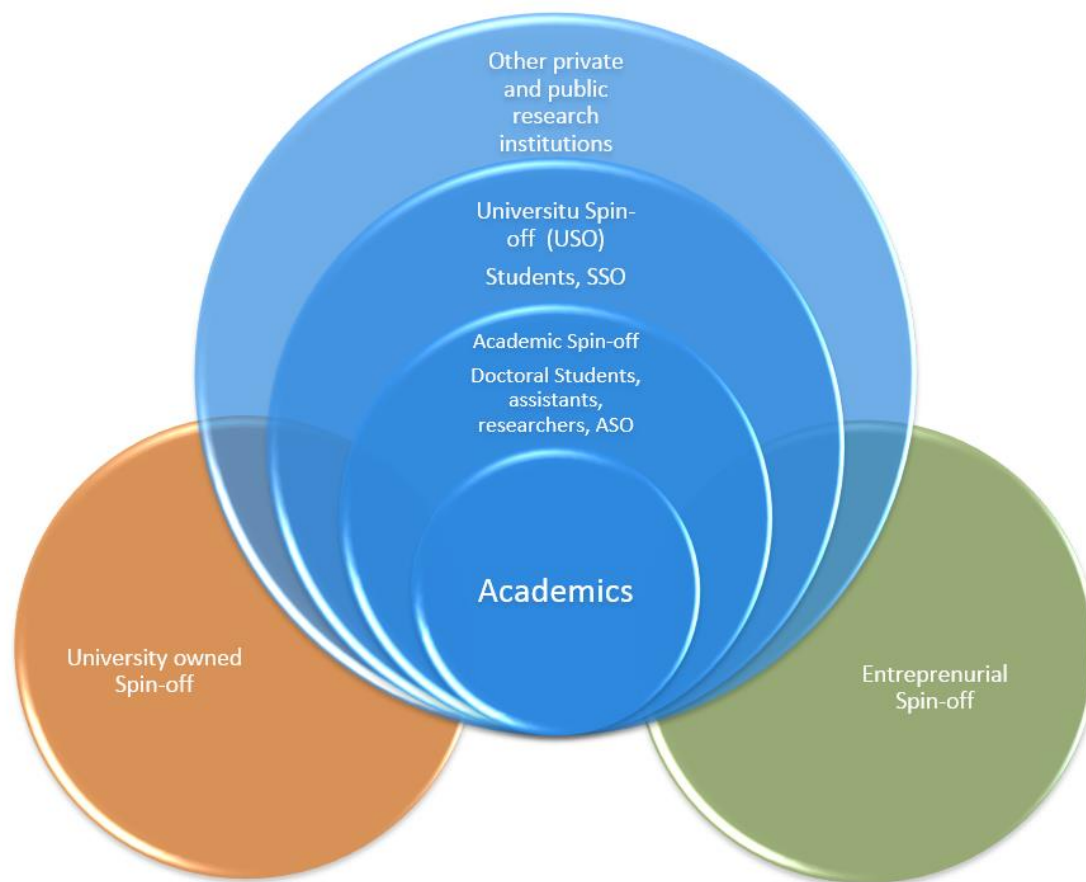 Other private
and public
research
institutions
Universitu Spin-
off  (USO)
Students, SSO
Academic Spin-off
Doctoral Students,
assistants,
researchers, ASO
Academics
University owned
Spin-off
Entreprenurial
Spin-off